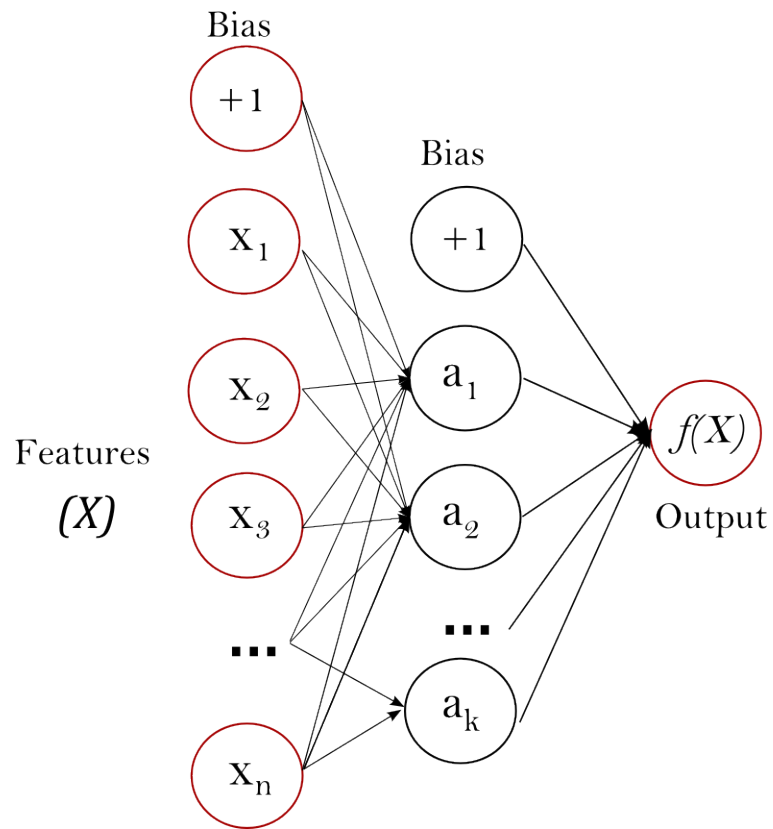 Bias
+1
x1
x2
Features
(X)
x3
...
xn
Bias
+1
a1
a2
...
ak
f(X)
Output